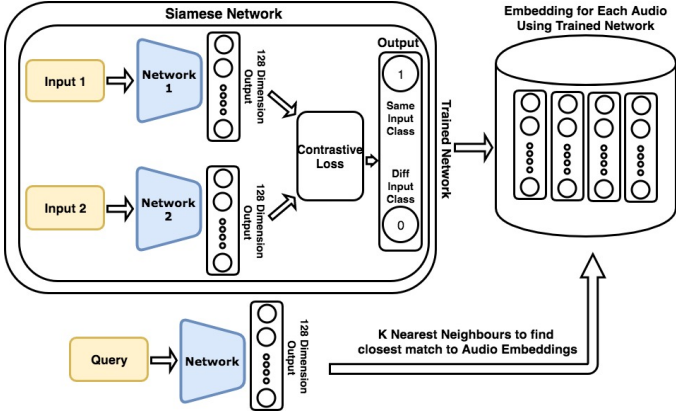 Siamese Network
Embedding for Each Audio
Using Trained Network
Input 1
Network
1
128 Dimension
Output
Output
1
Same
Input
Class
Contrastive
Loss
Trained Network
Diff
Input
Class
0
Input 2
Network
2
128 Dimension
Output
Query
Network
128 Dimension
Output
K Nearest Neighbours to find
closest match to Audio Embeddings